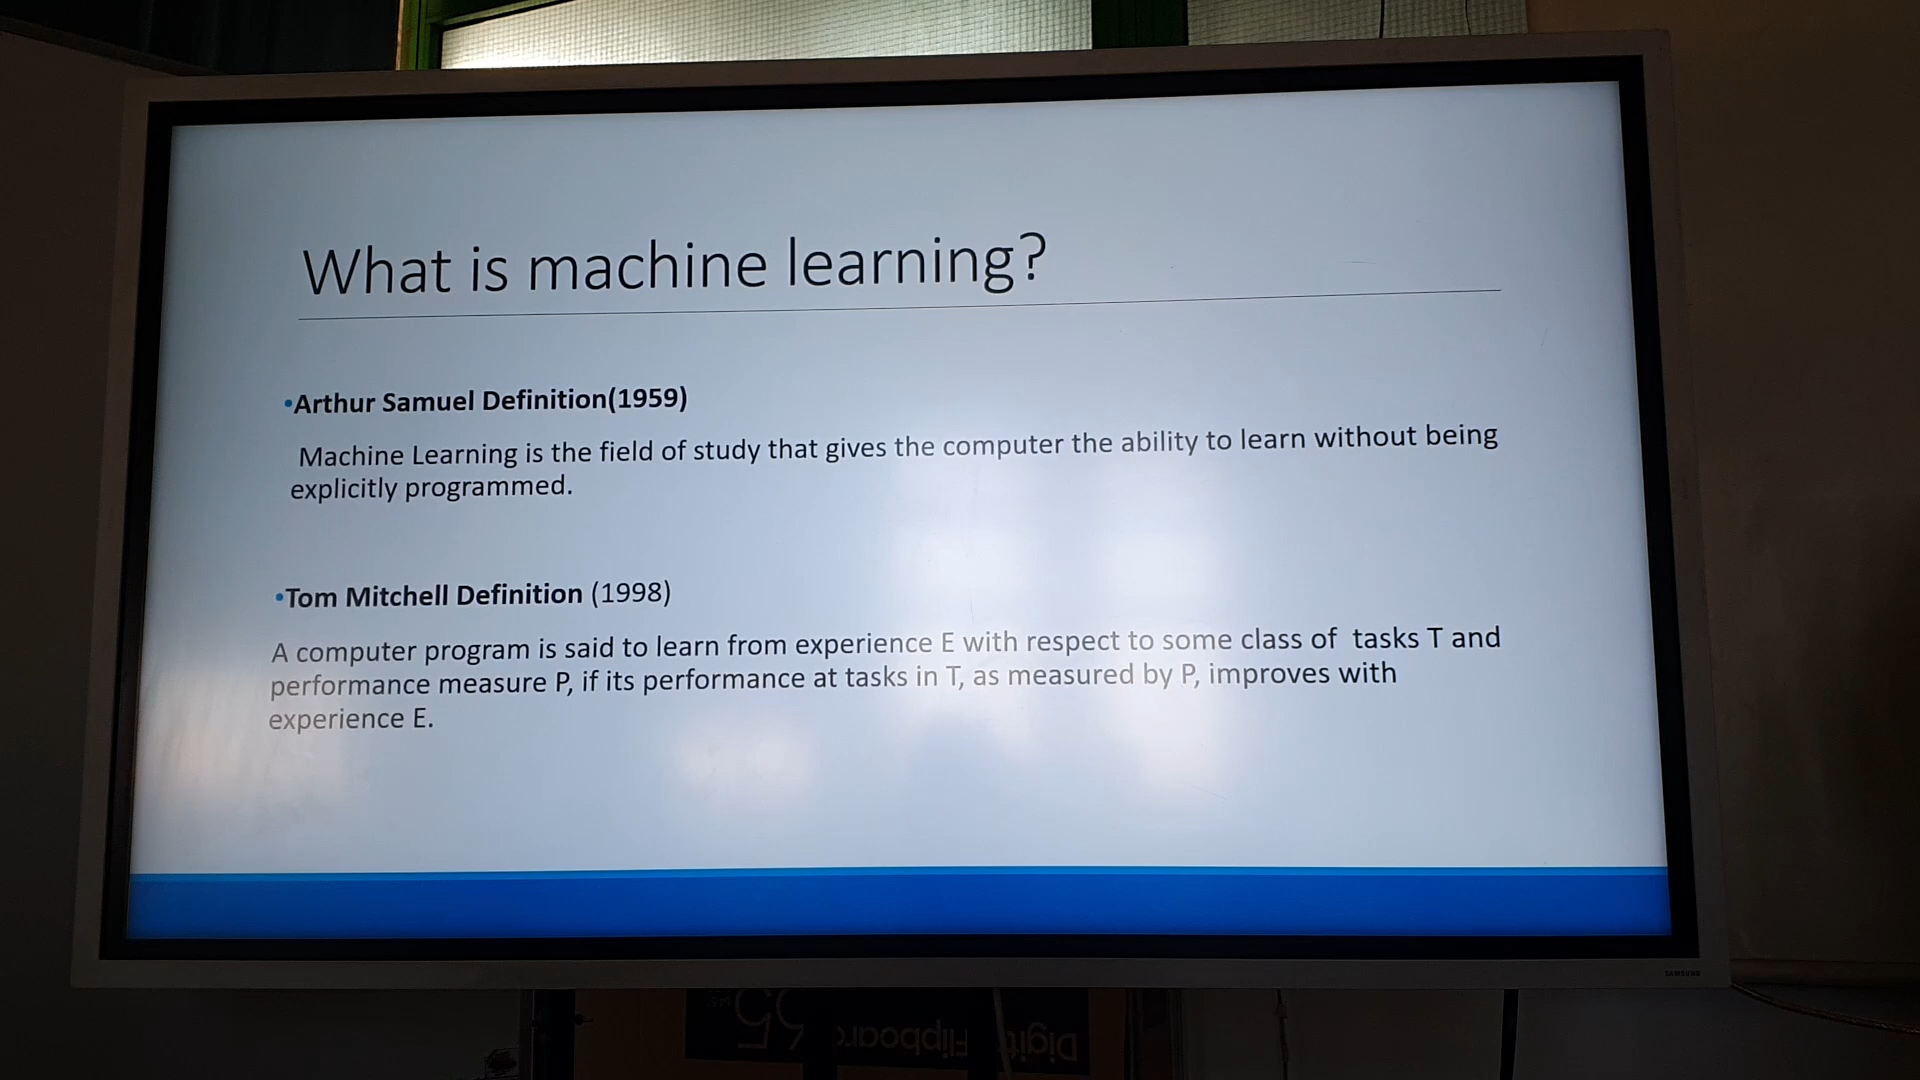 What is machine learning?
•Arthur Samuel Definition(1959)
Machine Learning is the field of study that gives the computer the ability to learn without being
explicitly programmed.
•Tom Mitchell Definition (1998)
A computer program is said to learn from experience E with respect to some class of tasks T and
performance measure P, if its performance at tasks in T, as measured by P, improves with
experience E.
SAMSUNG
55